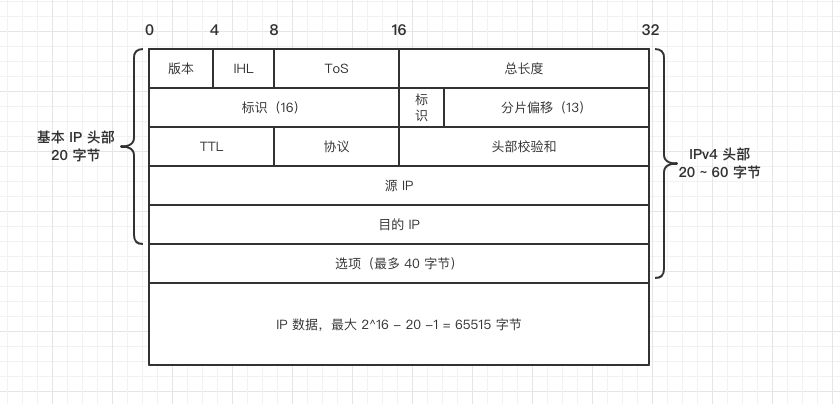 0 4 8 16 32
版本 IHL ToS 总长度
标识（16） 标识 分片偏移（13）
基本 IP 头部
20 字节
TTL 协议 头部校验和
IPv4 头部
20 ~ 60 字节
源 IP
目的 IP
选项（最多 40 字节）
IP 数据，最大 2^16 - 20 -1 = 65515 字节